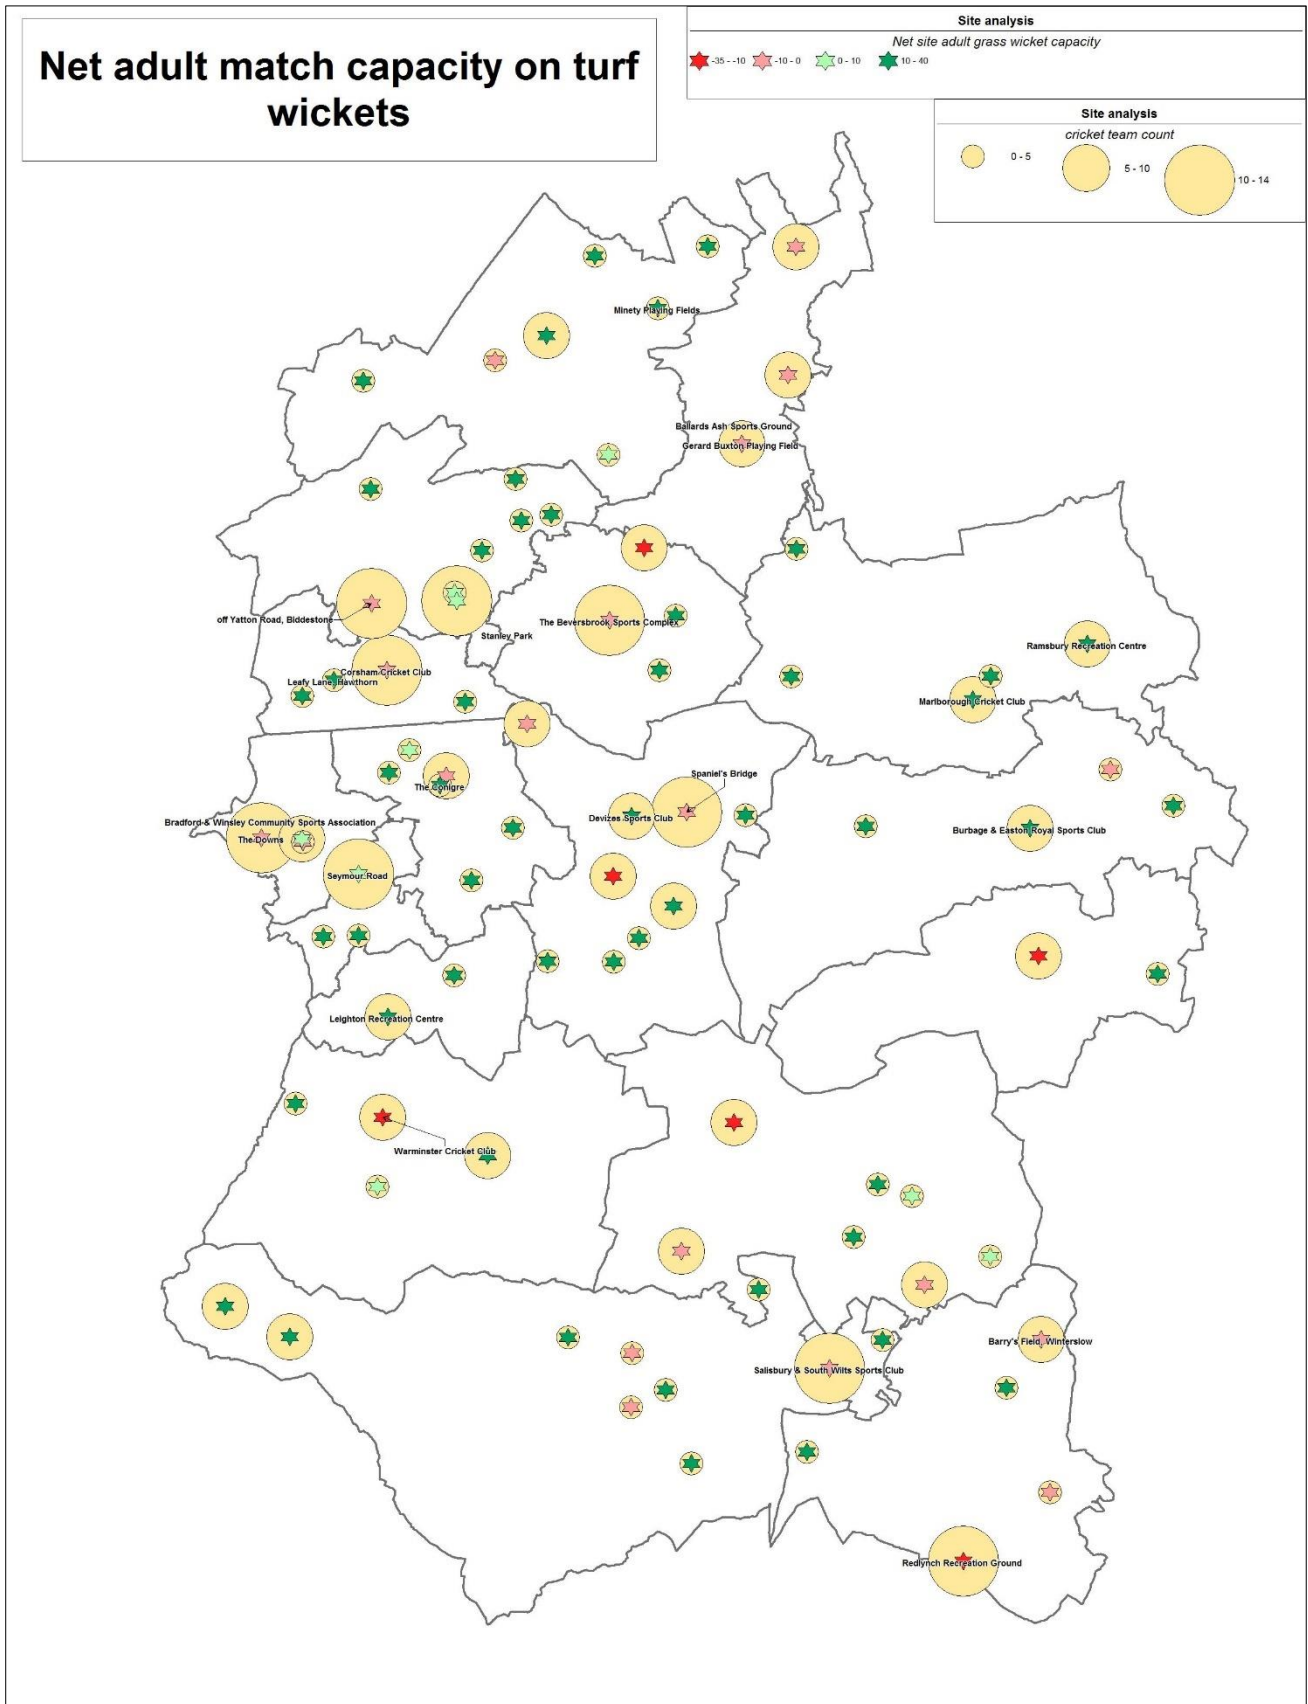 Net adult match capacity on turf
wickets
Site analysis
Net site adult grass wicket capacity
-35 - -10
-10 - 0
0 - 10
10 - 40
Site analysis
cricket team count
0 - 5
5 - 10
10 - 14
Minety Playing Fields
Ballards Ash Sports Ground
Gerard Buxton Playing Field
off Yatton Road, Biddestone
Stanley Park
The Beversbrook Sports Complex
Ramsbury Recreation Centre
Corsham Cricket Club
Leafy Lane, Hawthorn
Marlborough Cricket Club
Spaniel's Bridge
The Conigre
Devizes Sports Club
Bradford & Winsley Community Sports Association
Burbage & Easton Royal Sports Club
The Downs
Seymour Road
Leighton Recreation Centre
Warminster Cricket Club
Barry's Field, Winterslow
Salisbury & South Wilts Sports Club
Redlynch Recreation Ground